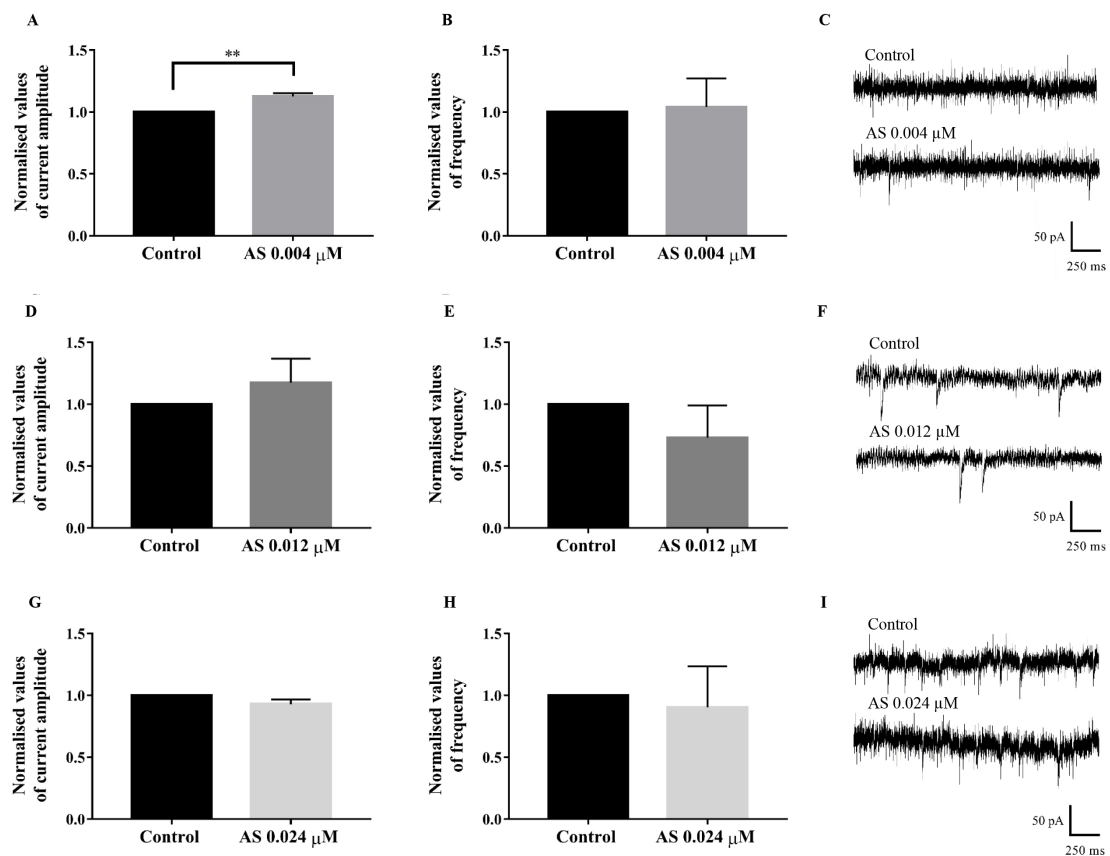 A
Normalised values
of current amplitude
1.5
1.0
0.5
0.0
**
Control
AS 0.004 µM
B
Normalised values
of frequency
1.5
1.0
0.5
0.0
Control
AS 0.004 µM
C
Control
AS 0.004 µM
50 pA
250 ms
D
Normalised values
of current amplitude
1.5
1.0
0.5
0.0
Control
AS 0.012 µM
E
Normalised values
of frequency
1.5
1.0
0.5
0.0
Control
AS 0.012 µM
F
Control
AS 0.012 µM
50 pA
250 ms
G
Normalised values
of current amplitude
1.5
1.0
0.5
0.0
Control
AS 0.024 µM
H
Normalised values
of frequency
1.5
1.0
0.5
0.0
Control
AS 0.024 µM
I
Control
AS 0.024 µM
50 pA
250 ms